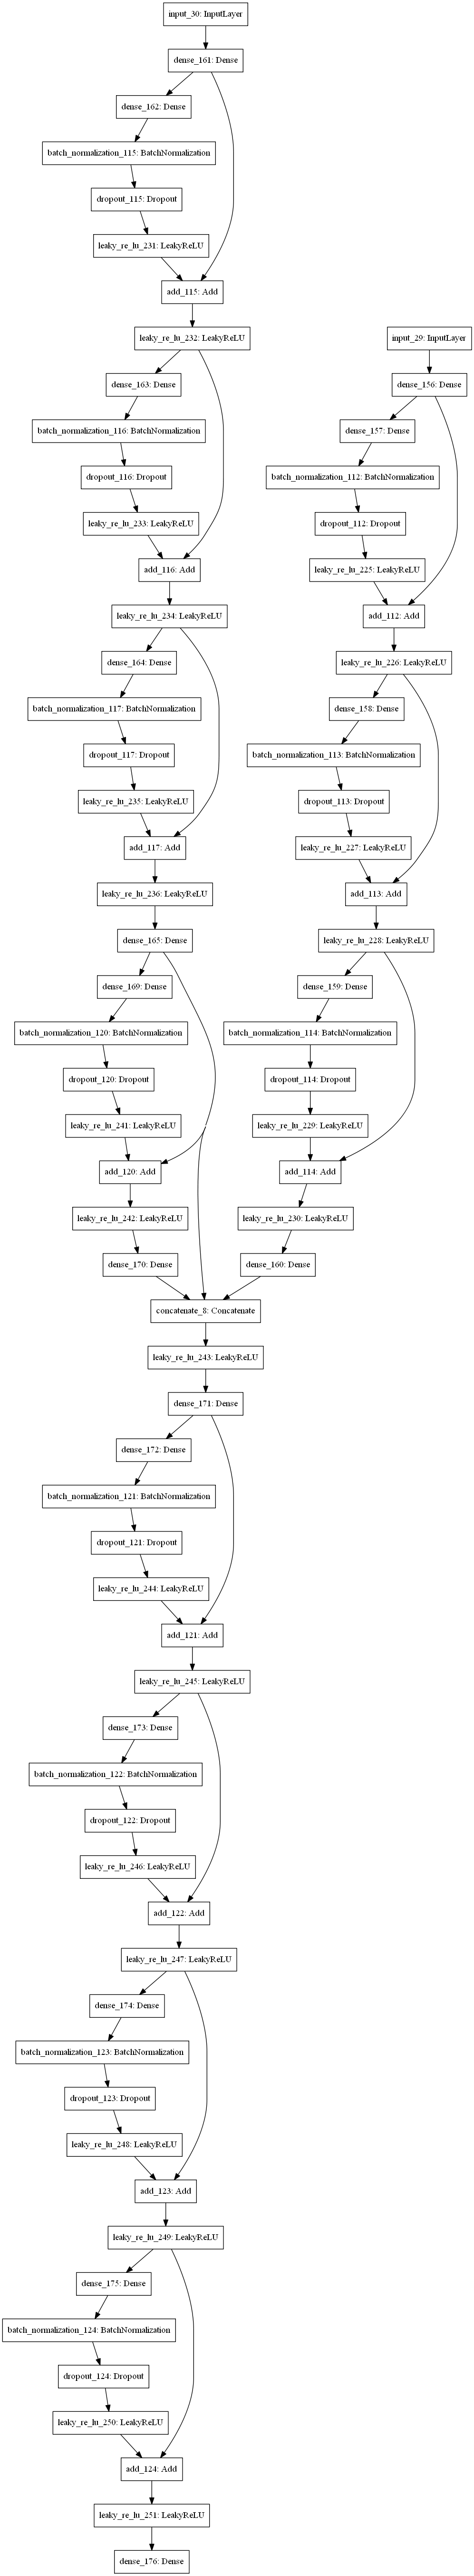 input_30: InputLayer
dense_161: Dense
dense_162: Dense
batch_normalization_115: BatchNormalization
dropout_115: Dropout
leaky_re_lu_231: LeakyReLU
add_115: Add
leaky_re_lu_232: LeakyReLU
input_29: InputLayer
dense_163: Dense
dense_156: Dense
batch_normalization_116: BatchNormalization
dense_157: Dense
dropout_116: Dropout
batch_normalization_112: BatchNormalization
leaky_re_lu_233: LeakyReLU
dropout_112: Dropout
add_116: Add
leaky_re_lu_225: LeakyReLU
leaky_re_lu_234: LeakyReLU
add_112: Add
dense_164: Dense
leaky_re_lu_226: LeakyReLU
batch_normalization_117: BatchNormalization
dense_158: Dense
dropout_117: Dropout
batch_normalization_113: BatchNormalization
leaky_re_lu_235: LeakyReLU
dropout_113: Dropout
add_117: Add
leaky_re_lu_227: LeakyReLU
leaky_re_lu_236: LeakyReLU
add_113: Add
dense_165: Dense
leaky_re_lu_228: LeakyReLU
dense_169: Dense
dense_159: Dense
batch_normalization_120: BatchNormalization
batch_normalization_114: BatchNormalization
dropout_120: Dropout
dropout_114: Dropout
leaky_re_lu_241: LeakyReLU
leaky_re_lu_229: LeakyReLU
add_120: Add
add_114: Add
leaky_re_lu_242: LeakyReLU
leaky_re_lu_230: LeakyReLU
dense_170: Dense
dense_160: Dense
concatenate_8: Concatenate
leaky_re_lu_243: LeakyReLU
dense_171: Dense
dense_172: Dense
batch_normalization_121: BatchNormalization
dropout_121: Dropout
leaky_re_lu_244: LeakyReLU
add_121: Add
leaky_re_lu_245: LeakyReLU
dense_173: Dense
batch_normalization_122: BatchNormalization
dropout_122: Dropout
leaky_re_lu_246: LeakyReLU
add_122: Add
leaky_re_lu_247: LeakyReLU
dense_174: Dense
batch_normalization_123: BatchNormalization
dropout_123: Dropout
leaky_re_lu_248: LeakyReLU
add_123: Add
leaky_re_lu_249: LeakyReLU
dense_175: Dense
batch_normalization_124: BatchNormalization
dropout_124: Dropout
leaky_re_lu_250: LeakyReLU
add_124: Add
leaky_re_lu_251: LeakyReLU
dense_176: Dense